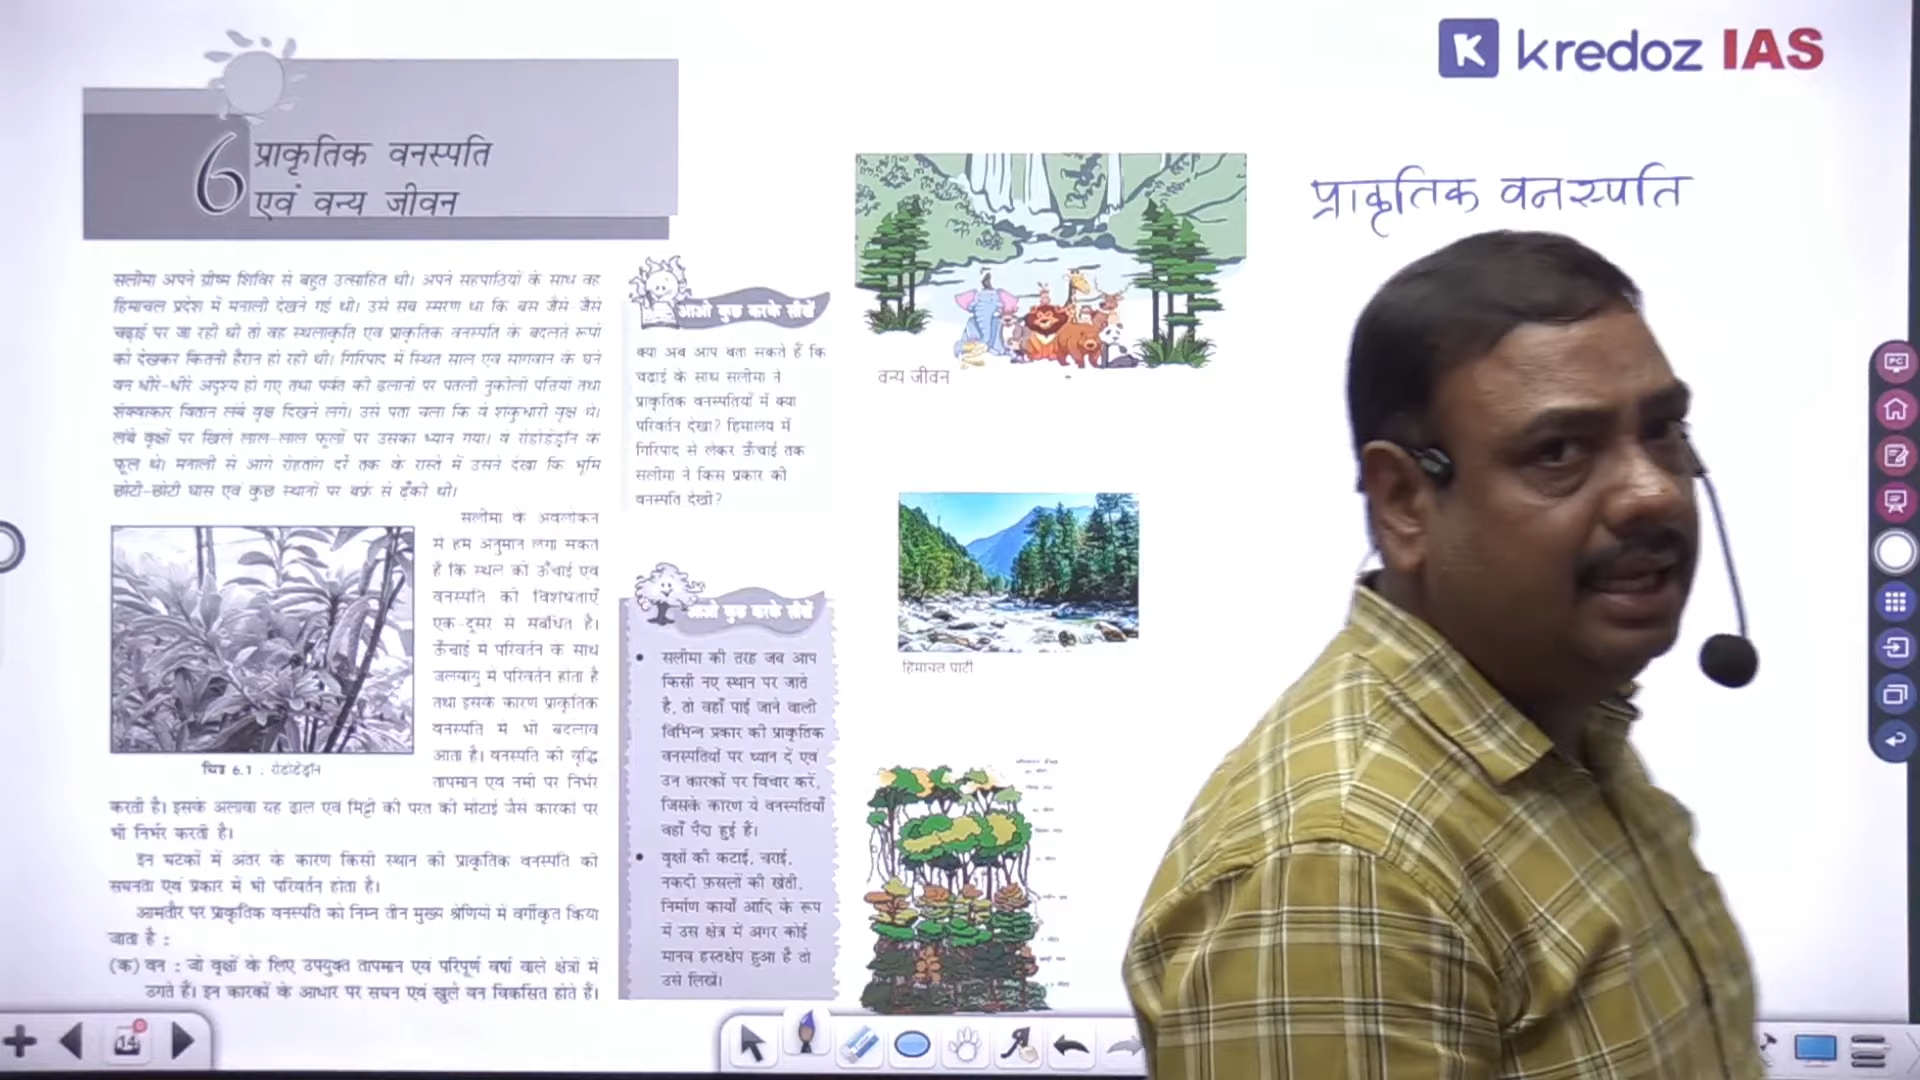 kredoz IAS
6 प्राकृतिक वनस्पति
एवं वन्य जीवन
प्राकृतिक वनस्पति
सलीमा अपने ग्रीष्म शिविर से बहुत उत्साहित थी। अपने सहपाठियों के साथ वह
हिमाचल प्रदेश में मनाली देखने गई थी। उसे सब स्मरण था कि बस जैसे जैसे
चढ़ाई पर जा रही थी तो वह स्थलाकृति एवं प्राकृतिक वनस्पति के बदलते रूपों
को देखकर कितनी हैरान हो रही थी। गिरिपाद में स्थित साल एवं सागवान के घने
वन धीरे-धीरे अदृश्य हो गए तथा पर्वत की ढलानों पर पतली नुकीली पत्तियों तथा
शंक्वाकार वितान लंबे वृक्ष दिखने लगे। उसे पता चला कि ये शंकुधारी वृक्ष थे।
लंबे वृक्षों पर खिले लाल-लाल फूलों पर उसका ध्यान गया। ये रोडोडेंड्रॉन के
फूल थे। मनाली से आगे रोहतांग दर्रे तक के रास्ते में उसने देखा कि भूमि
छोटी-छोटी घास एवं कुछ स्थानों पर बर्फ़ से ढँकी थी।
सलीमा के अवलोकन
से हम अनुमान लगा सकते
हैं कि स्थल की ऊँचाई एवं
वनस्पति की विशेषताएँ
एक-दूसरे से संबंधित है।
ऊँचाई में परिवर्तन के साथ
जलवायु में परिवर्तन होता है
तथा इसके कारण प्राकृतिक
वनस्पति में भी बदलाव
आता है। वनस्पति की वृद्धि
तापमान एवं नमी पर निर्भर
चित्र 6.1 : रोडोडेंड्रॉन
करती है। इसके अलावा यह ढाल एवं मिट्टी की परत की मोटाई जैसे कारकों पर
भी निर्भर करती है।
इन घटकों में अंतर के कारण किसी स्थान की प्राकृतिक वनस्पति की
सघनता एवं प्रकार में भी परिवर्तन होता है।
आमतौर पर प्राकृतिक वनस्पति को निम्न तीन मुख्य श्रेणियों में वर्गीकृत किया
जाता है :
(क) वन : जो वृक्षों के लिए उपयुक्त तापमान एवं परिपूर्ण वर्षा वाले क्षेत्रों में
उगते हैं। इन कारकों के आधार पर सघन एवं खुले वन विकसित होते हैं।
आओ कुछ करके सीखें
क्या अब आप बता सकते हैं कि
चढ़ाई के साथ सलीमा ने
प्राकृतिक वनस्पतियों में क्या
परिवर्तन देखा? हिमालय में
गिरिपाद से लेकर ऊँचाई तक
सलीमा ने किस प्रकार की
वनस्पति देखी?
आओ कुछ करके सीखें
• सलीमा की तरह जब आप
किसी नए स्थान पर जाते
है, तो वहाँ पाई जाने वाली
विभिन्न प्रकार की प्राकृतिक
वनस्पतियों पर ध्यान दें एवं
उन कारकों पर विचार करें,
जिसके कारण ये वनस्पतियाँ
वहाँ पैदा हुई हैं।
• वृक्षों की कटाई, चराई,
नकदी फ़सलों की खेती,
निर्माण कार्यों आदि के रूप
में उस क्षेत्र में अगर कोई
मानव हस्तक्षेप हुआ है तो
उसे लिखें।
वन्य जीवन
हिमाचल घाटी
14
PC